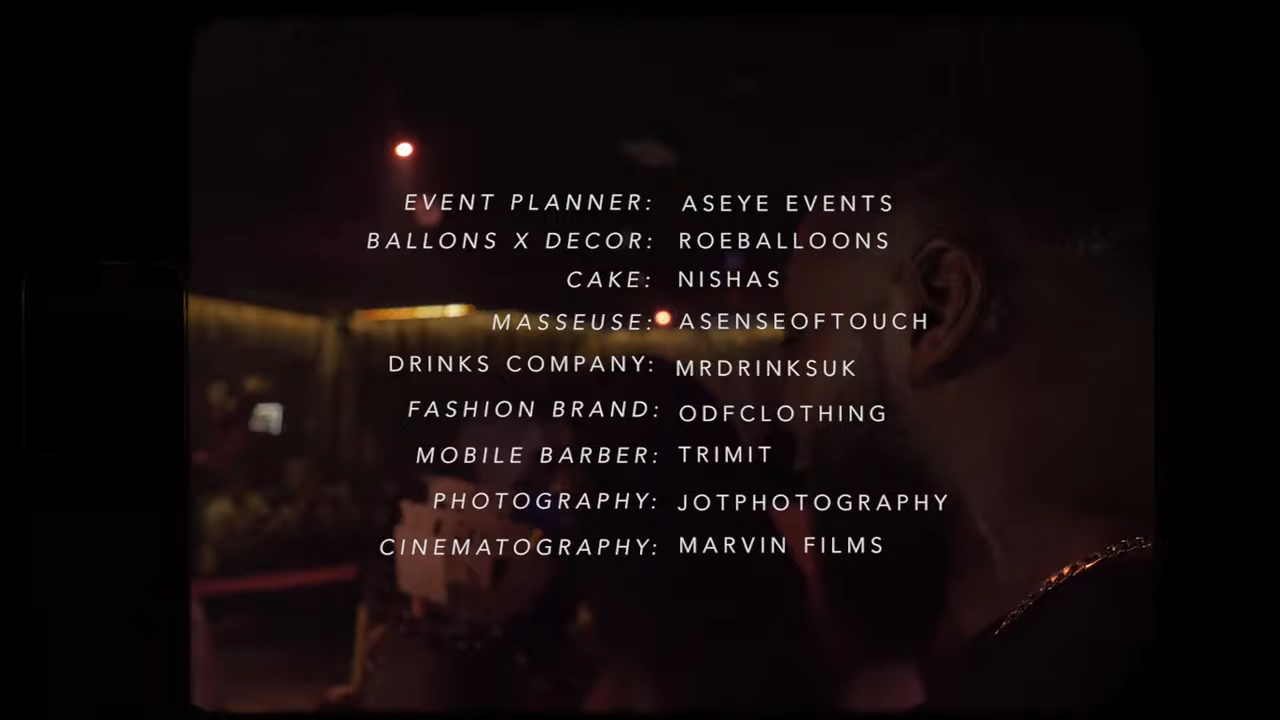 EVENT PLANNER: ASEYE EVENTS
BALLONS X DECOR: ROEBALLOONS
CAKE: NISHAS
MASSEUSE: ASENSEOFTOUCH
DRINKS COMPANY: MRDRINKSUK
FASHION BRAND: ODFCLOTHING
MOBILE BARBER: TRIMIT
PHOTOGRAPHY: JOTPHOTOGRAPHY
CINEMATOGRAPHY: MARVIN FILMS